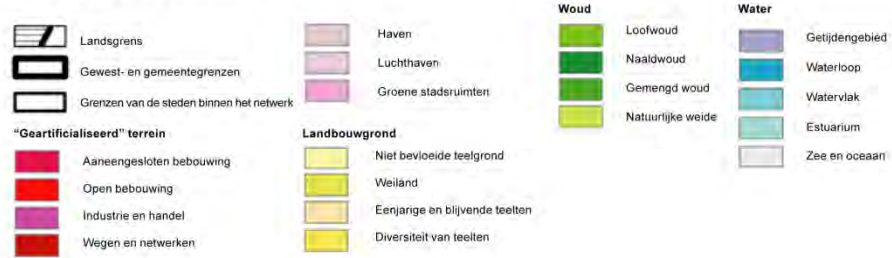 Landsgrens
Gewest- en gemeentegrenzen
Grenzen van de steden binnen het netwerk
"Geartificialiseerd" terrein
Aaneengesloten bebouwing
Open bebouwing
Industrie en handel
Wegen en netwerken
Haven
Luchthaven
Groene stadsruimten
Landbouwgrond
Niet bevloeide teelgrond
Weiland
Eenjarige en blijvende teelten
Diversiteit van teelten
Woud
Loofwoud
Naaldwoud
Gemengd woud
Natuurlijke weide
Water
Getijdengebied
Waterloop
Watervlak
Estuarium
Zee en oceaan